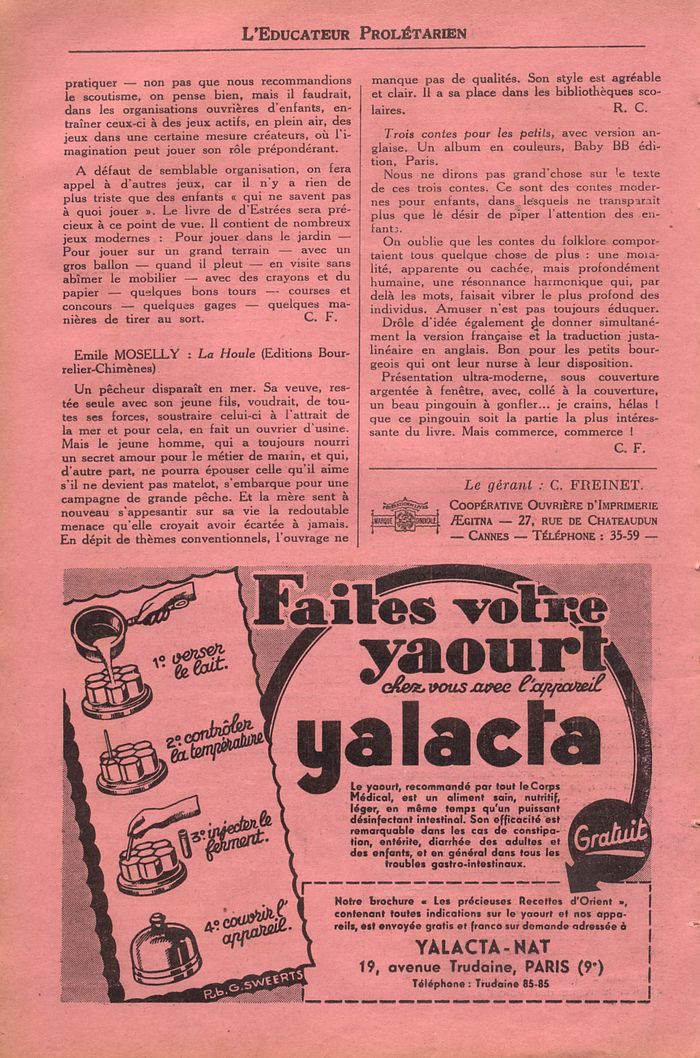 L'Educateur Prolétarien
pratiquer — non pas que nous recommandions
le scoutisme, on pense bien, mais il faudrait,
dans les organisations ouvrières d'enfants, en-
traîner ceux-ci à des jeux actifs, en plein air, des
jeux dans une certaine mesure créateurs, où l'i-
magination peut jouer son rôle prépondérant.
A défaut de semblable organisation, on fera
appel à d'autres jeux, car il n'y a rien de
plus triste que des enfants « qui ne savent pas
à quoi jouer ». Le livre de d'Estrées sera pré-
cieux à ce point de vue. Il contient de nombreux
jeux modernes : Pour jouer dans le jardin —
Pour jouer sur un grand terrain — avec un
gros ballon — quand il pleut — en visite sans
abîmer le mobilier — avec des crayons et du
papier — quelques bons tours — courses et
concours — quelques gages — quelques ma-
nières de tirer au sort. C. F.
Emile MOSELLY : La Houle (Editions Bour-
relier-Chimènes)
Un pêcheur disparaît en mer. Sa veuve, res-
tée seule avec son jeune fils, voudrait, de tou-
tes ses forces, soustraire celui-ci à l'attrait de
la mer et pour cela, en fait un ouvrier d'usine.
Mais le jeune homme, qui a toujours nourri
un secret amour pour le métier de marin, et qui,
d'autre part, ne pourra épouser celle qu'il aime
s'il ne devient pas matelot, s'embarque pour une
campagne de grande pêche. Et la mère sent à
nouveau s'appesantir sur sa vie la redoutable
menace qu'elle croyait avoir écartée à jamais.
En dépit de thèmes conventionnels, l'ouvrage ne
manque pas de qualités. Son style est agréable
et clair. Il a sa place dans les bibliothèques sco-
laires. R. C.
Trois contes pour les petits, avec version an-
glaise. Un album en couleurs, Baby BB édi-
tion, Paris.
Nous ne dirons pas grand'chose sur le texte
de ces trois contes. Ce sont des contes moder-
nes pour enfants, dans lesquels ne transparaît
plus que le désir de piper l'attention des en-
fants.
On oublie que les contes du folklore compor-
taient tous quelque chose de plus : une mora-
lité, apparente ou cachée, mais profondément
humaine, une résonnance harmonique qui, par
delà les mots, faisait vibrer le plus profond des
individus. Amuser n'est pas toujours éduquer.
Drôle d'idée également de donner simultané-
ment la version française et la traduction justa-
linéaire en anglais. Bon pour les petits bour-
geois qui ont leur nurse à leur disposition.
Présentation ultra-moderne, sous couverture
argentée à fenêtre, avec, collé à la couverture,
un beau pingouin à gonfler... je crains, hélas !
que ce pingouin soit la partie la plus intéres-
sante du livre. Mais commerce, commerce !
C. F.
Le gérant : C. FREINET.
MARQUE SYNDICALE
Coopérative Ouvrière d'Imprimerie
Ægitna — 27, rue de Chateaudun
— Cannes — Téléphone : 35-59 —
Faites votre
yaourt
chez vous avec l'appareil
yalacta
1º verser
le lait.
2º contrôler
la température
3º injecter le
ferment.
4º couvrir l'
appareil.
Pub. G. SWEERTS
Le yaourt, recommandé par tout le Corps
Médical, est un aliment sain, nutritif,
léger, en même temps qu'un puissant
désinfectant intestinal. Son efficacité est
remarquable dans les cas de constipa-
tion, entérite, diarrhée des adultes et
des enfants, et en général dans tous les
troubles gastro-intestinaux.
Gratuit
Notre brochure « Les précieuses Recettes d'Orient »,
contenant toutes indications sur le yaourt et nos appa-
reils, est envoyée gratis et franco sur demande adressée à
YALACTA-NAT
19, avenue Trudaine, PARIS (9º)
Téléphone : Trudaine 85-85